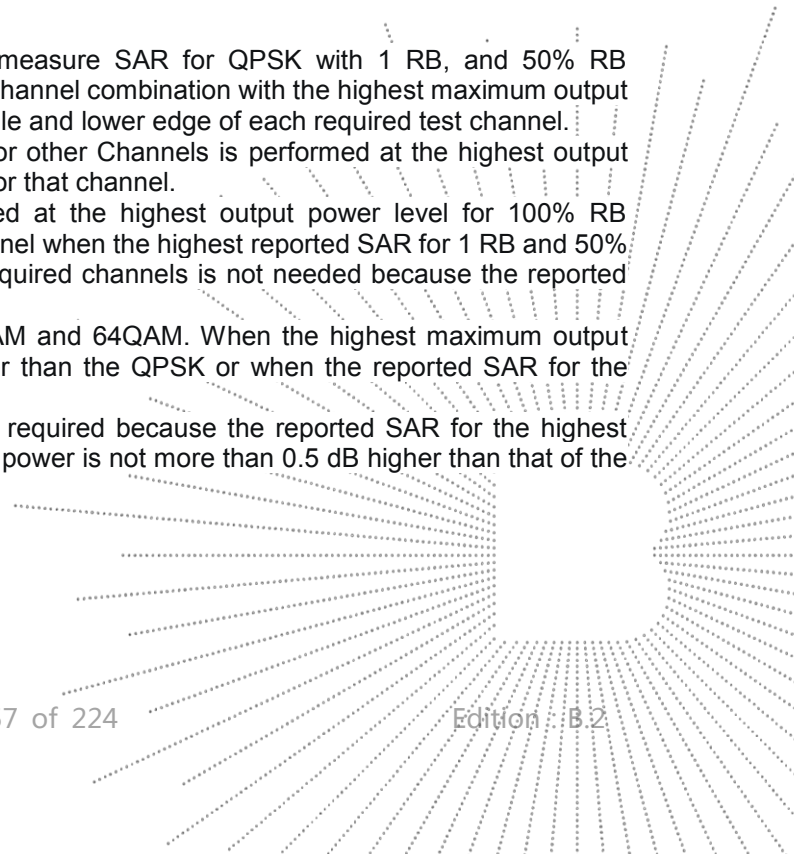 measure SAR for QPSK with 1 RB, and 50% RB
hannel combination with the highest maximum output
le and lower edge of each required test channel.
or other Channels is performed at the highest output
or that channel.
ed at the highest output power level for 100% RB
nel when the highest reported SAR for 1 RB and 50%
quired channels is not needed because the reported
AM and 64QAM. When the highest maximum output
r than the QPSK or when the reported SAR for the
required because the reported SAR for the highest
power is not more than 0.5 dB higher than that of the
7 of 224 Edition: B.2